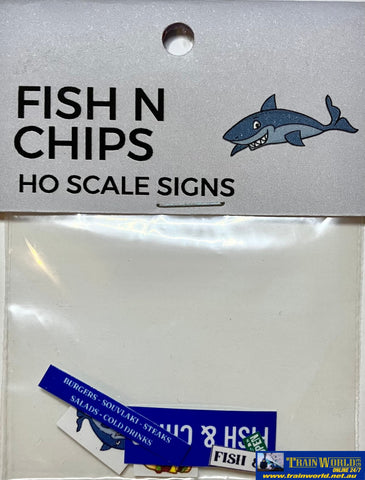 FISH N
CHIPS
HO SCALE SIGNS
BURGERS - SOUVLAKI - STEAKS
SALADS - COLD DRINKS
FISH & CHI
FISH &
TRAIN WORLD
ONLINE 24/7
www.trainworld.net.au